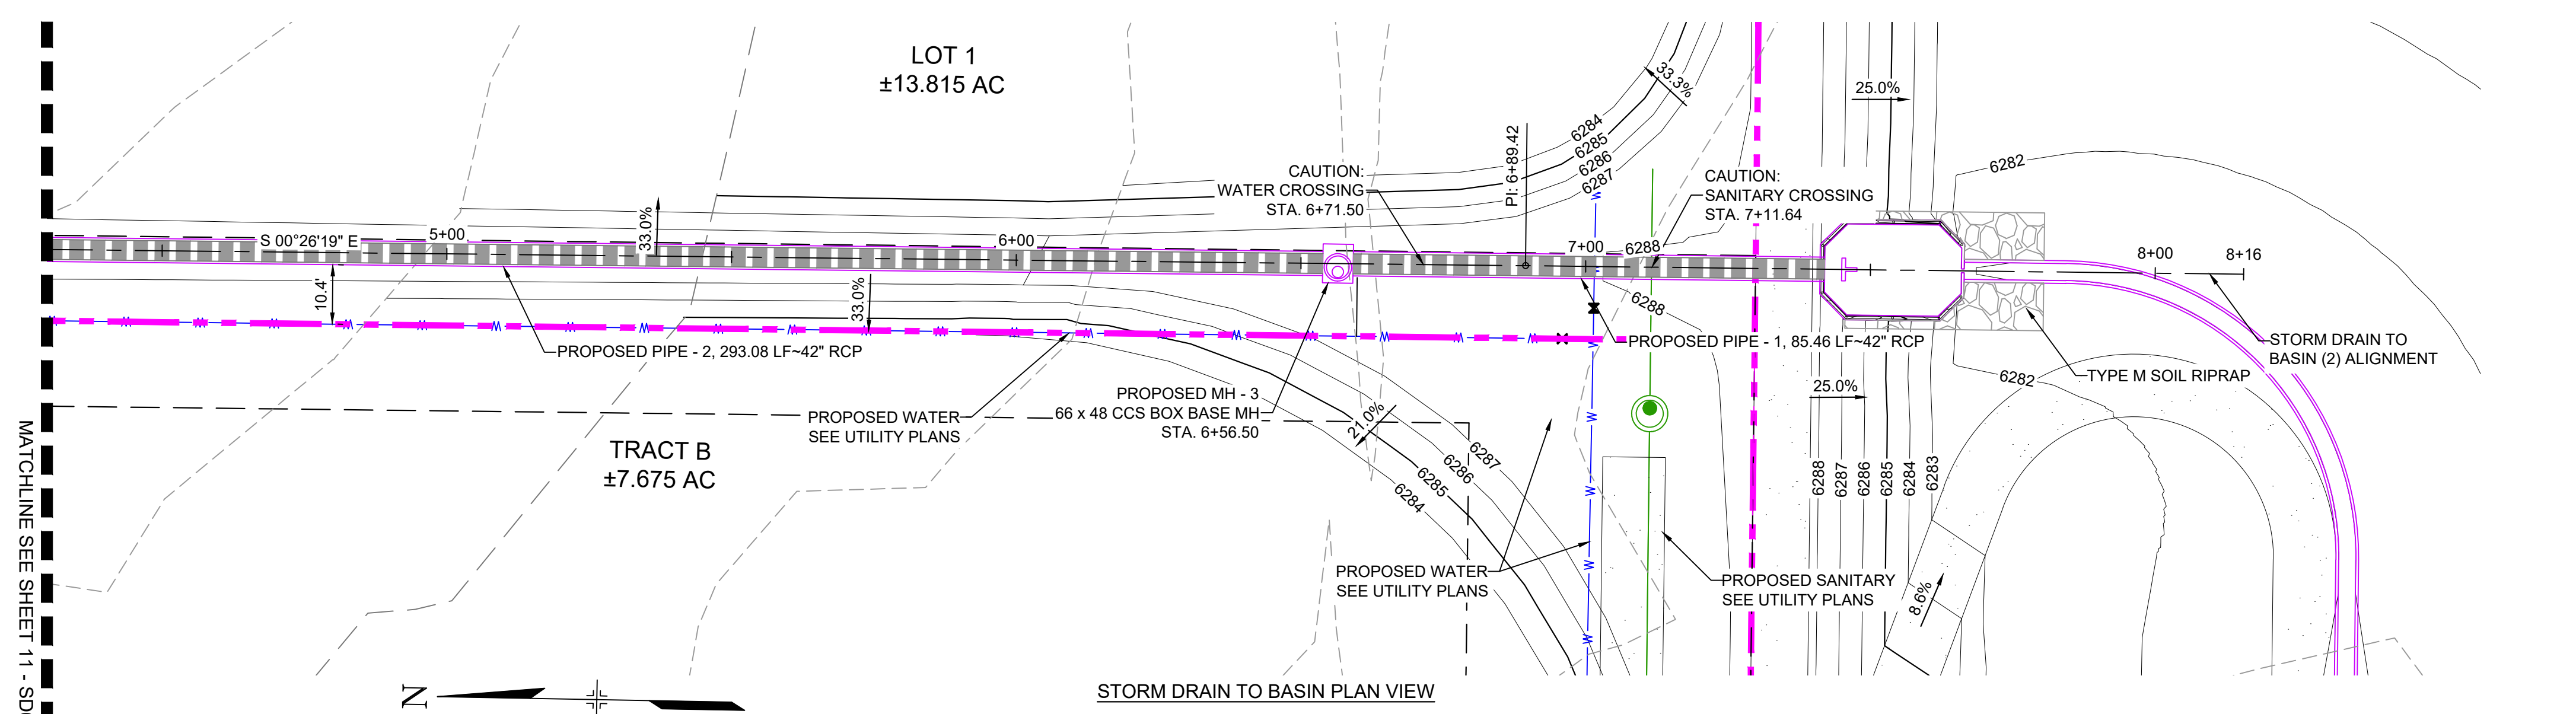 LOT 1
±13.815 AC
33.3%
25.0%
6284
6285
6286
6287
CAUTION:
WATER CROSSING
STA. 6+71.50
PI: 6+89.42
CAUTION:
SANITARY CROSSING
STA. 7+11.64
6282
S 00°26'19" E
5+00
33.0%
6+00
7+00
6288
8+00
8+16
10.4'
33.0%
6288
W
PROPOSED PIPE - 2, 293.08 LF~42" RCP
PROPOSED PIPE - 1, 85.46 LF~42" RCP
STORM DRAIN TO
BASIN (2) ALIGNMENT
6282
TYPE M SOIL RIPRAP
25.0%
PROPOSED WATER
SEE UTILITY PLANS
PROPOSED MH - 3
66 x 48 CCS BOX BASE MH
STA. 6+56.50
21.0%
TRACT B
±7.675 AC
6287
6286
6285
6284
6288
6287
6286
6285
6284
6283
W
W
W
W
W
PROPOSED WATER
SEE UTILITY PLANS
PROPOSED SANITARY
SEE UTILITY PLANS
8.6%
MATCHLINE SEE SHEET 11 - SD
N
STORM DRAIN TO BASIN PLAN VIEW